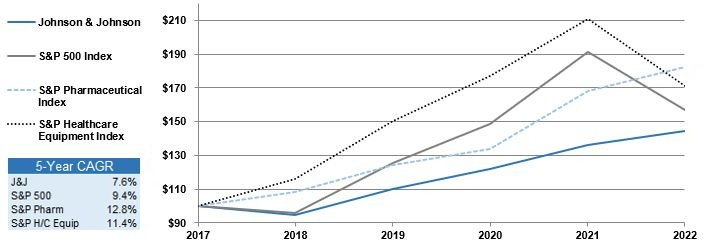 Johnson & Johnson
S&P 500 Index
S&P Pharmaceutical
Index
S&P Healthcare
Equipment Index
5-Year CAGR
J&J 7.6%
S&P 500 9.4%
S&P Pharm 12.8%
S&P H/C Equip 11.4%
$210
$190
$170
$150
$130
$110
$90
2017 2018 2019 2020 2021 2022